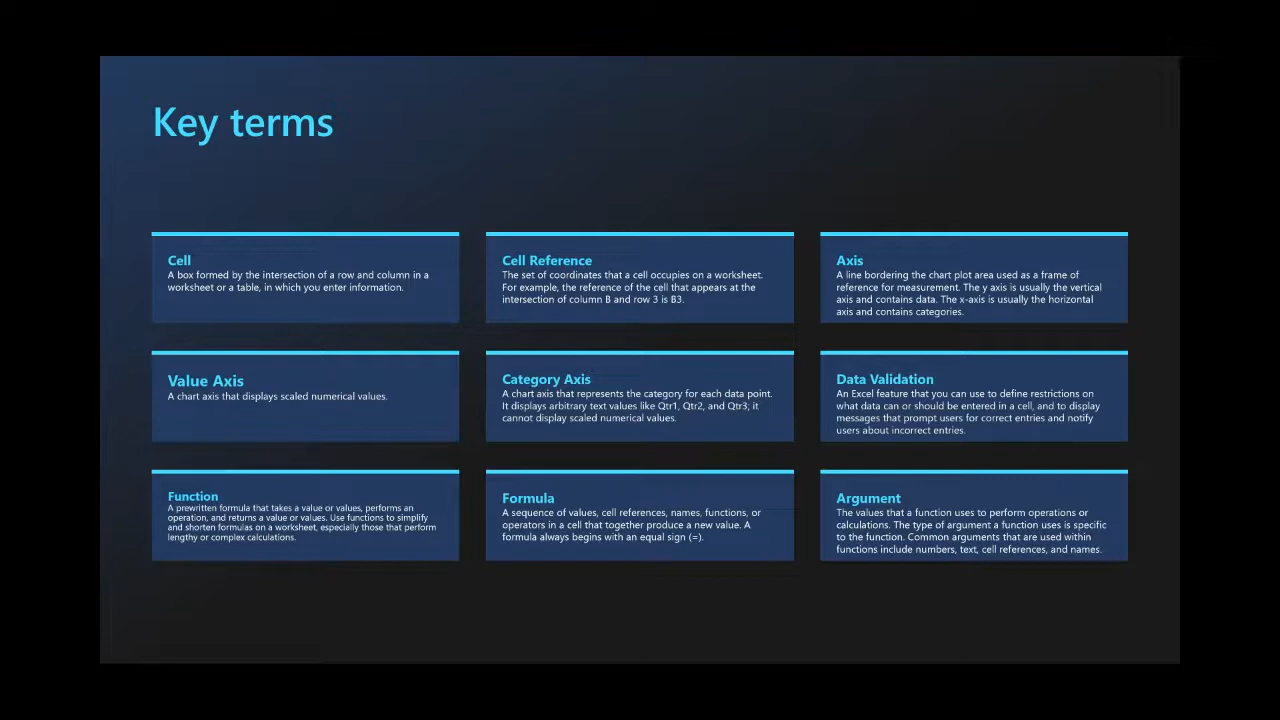 Key terms
Cell
A box formed by the intersection of a row and column in a
worksheet or a table, in which you enter information.
Cell Reference
The set of coordinates that a cell occupies on a worksheet.
For example, the reference of the cell that appears at the
intersection of column B and row 3 is B3.
Axis
A line bordering the chart plot area used as a frame of
reference for measurement. The y axis is usually the vertical
axis and contains data. The x-axis is usually the horizontal
axis and contains categories.
Value Axis
A chart axis that displays scaled numerical values.
Category Axis
A chart axis that represents the category for each data point.
It displays arbitrary text values like Qtr1, Qtr2, and Qtr3; it
cannot display scaled numerical values.
Data Validation
An Excel feature that you can use to define restrictions on
what data can or should be entered in a cell, and to display
messages that prompt users for correct entries and notify
users about incorrect entries.
Function
A prewritten formula that takes a value or values, performs an
operation, and returns a value or values. Use functions to simplify
and shorten formulas on a worksheet, especially those that perform
lengthy or complex calculations.
Formula
A sequence of values, cell references, names, functions, or
operators in a cell that together produce a new value. A
formula always begins with an equal sign (=).
Argument
The values that a function uses to perform operations or
calculations. The type of argument a function uses is specific
to the function. Common arguments that are used within
functions include numbers, text, cell references, and names.